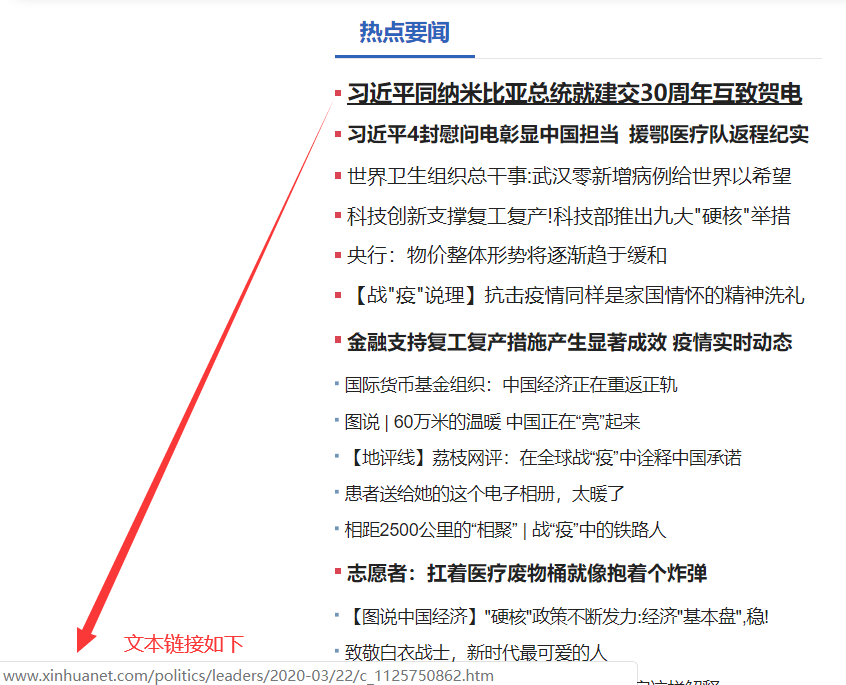 热点要闻
习近平同纳米比亚总统就建交30周年互致贺电
习近平4封慰问电彰显中国担当 援鄂医疗队返程纪实
世界卫生组织总干事:武汉零新增病例给世界以希望
科技创新支撑复工复产!科技部推出九大"硬核"举措
央行：物价整体形势将逐渐趋于缓和
【战"疫"说理】抗击疫情同样是家国情怀的精神洗礼
金融支持复工复产措施产生显著成效 疫情实时动态
国际货币基金组织：中国经济正在重返正轨
图说 | 60万米的温暖 中国正在“亮”起来
【地评线】荔枝网评：在全球战“疫”中诠释中国承诺
患者送给她的这个电子相册，太暖了
相距2500公里的“相聚” | 战“疫”中的铁路人
志愿者：扛着医疗废物桶就像抱着个炸弹
【图说中国经济】"硬核"政策不断发力:经济"基本盘",稳!
文本链接如下
致敬白衣战士，新时代最可爱的人
www.xinhuanet.com/politics/leaders/2020-03/22/c_1125750862.htm